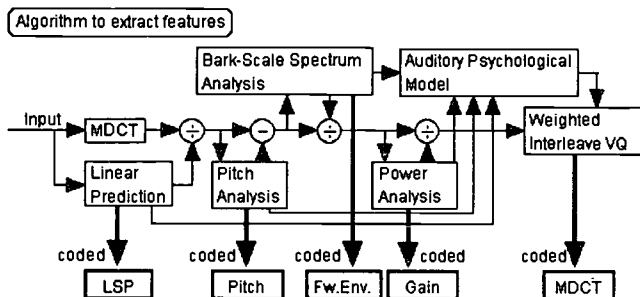 Algorithm to extract features
Bark-Scale Spectrum
Analysis
Auditory Psychological
Model
Input
MDCT
÷
−
÷
÷
Weighted
Interleave VQ
Linear
Prediction
Pitch
Analysis
Power
Analysis
coded
coded
coded
coded
coded
LSP
Pitch
Fw.Env.
Gain
MDCT